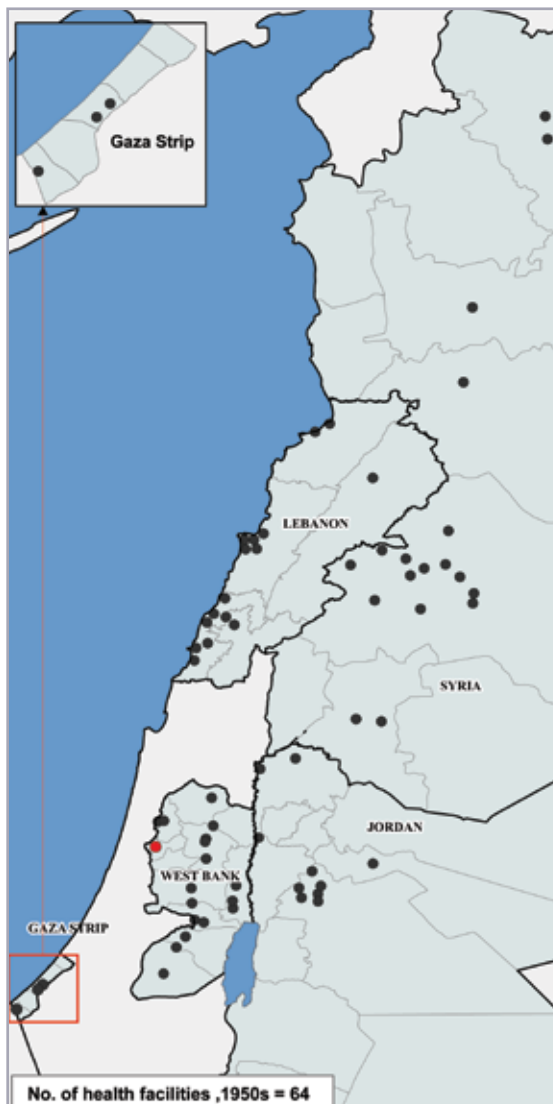 Gaza Strip
LEBANON
SYRIA
JORDAN
WEST BANK
GAZA STRIP
No. of health facilities ,1950s = 64